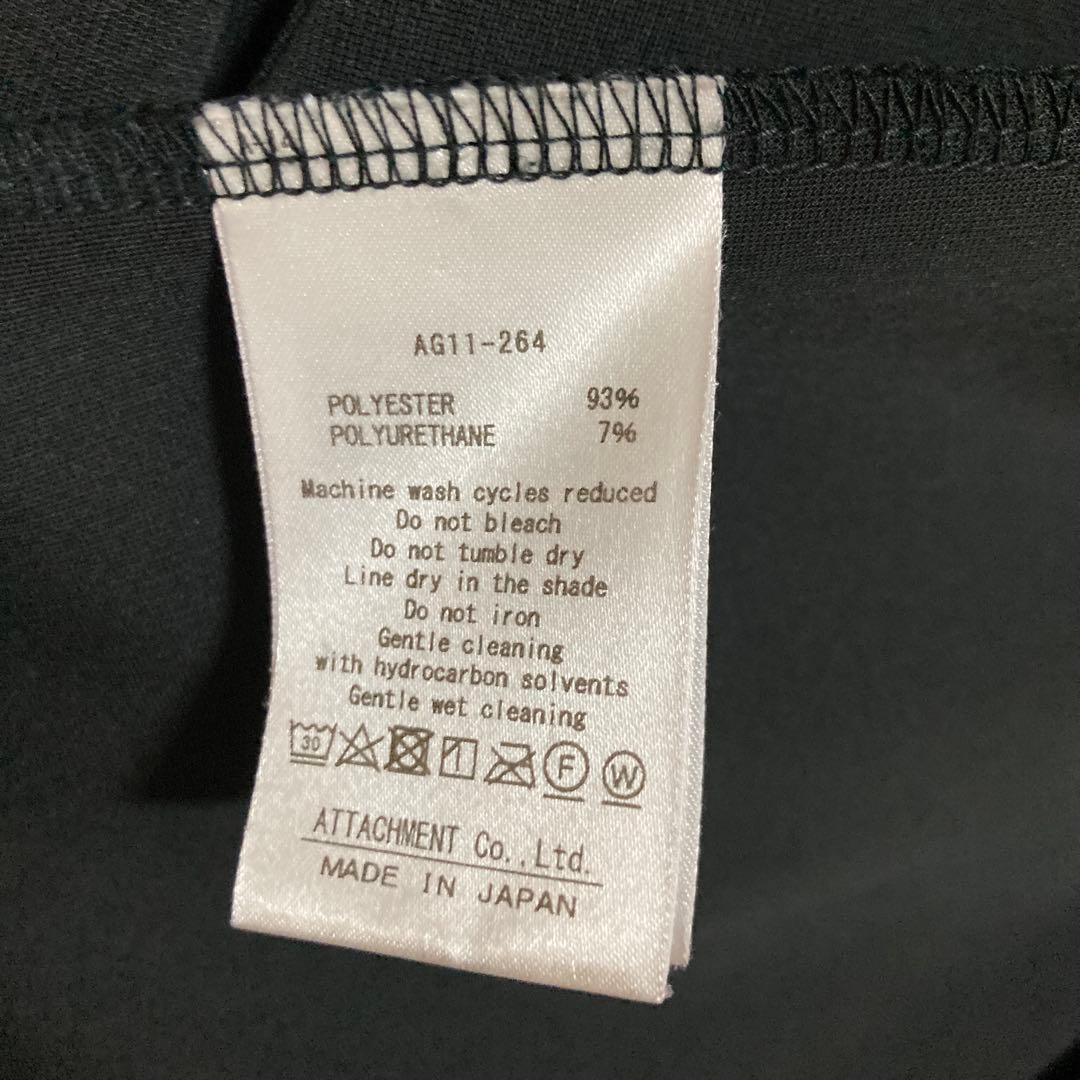 AG11-264
POLYESTER 93%
POLYURETHANE 7%
Machine wash cycles reduced
Do not bleach
Do not tumble dry
Line dry in the shade
Do not iron
Gentle cleaning
with hydrocarbon solvents
Gentle wet cleaning
30 F W
ATTACHMENT Co.,Ltd.
MADE IN JAPAN